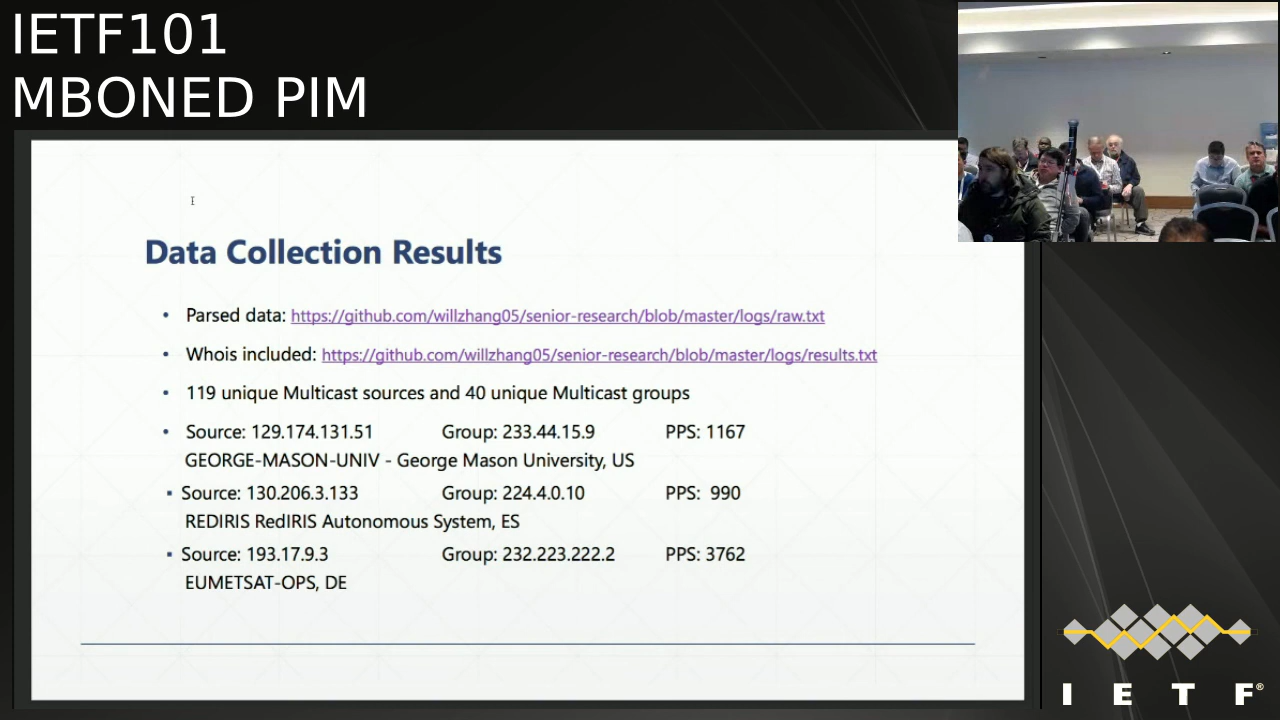 IETF101
MBONED PIM
Data Collection Results
• Parsed data: https://github.com/willzhang05/senior-research/blob/master/logs/raw.txt
• Whois included: https://github.com/willzhang05/senior-research/blob/master/logs/results.txt
• 119 unique Multicast sources and 40 unique Multicast groups
• Source: 129.174.131.51 Group: 233.44.15.9 PPS: 1167
GEORGE-MASON-UNIV - George Mason University, US
▪ Source: 130.206.3.133 Group: 224.4.0.10 PPS: 990
REDIRIS RedIRIS Autonomous System, ES
▪ Source: 193.17.9.3 Group: 232.223.222.2 PPS: 3762
EUMETSAT-OPS, DE
I E T F®